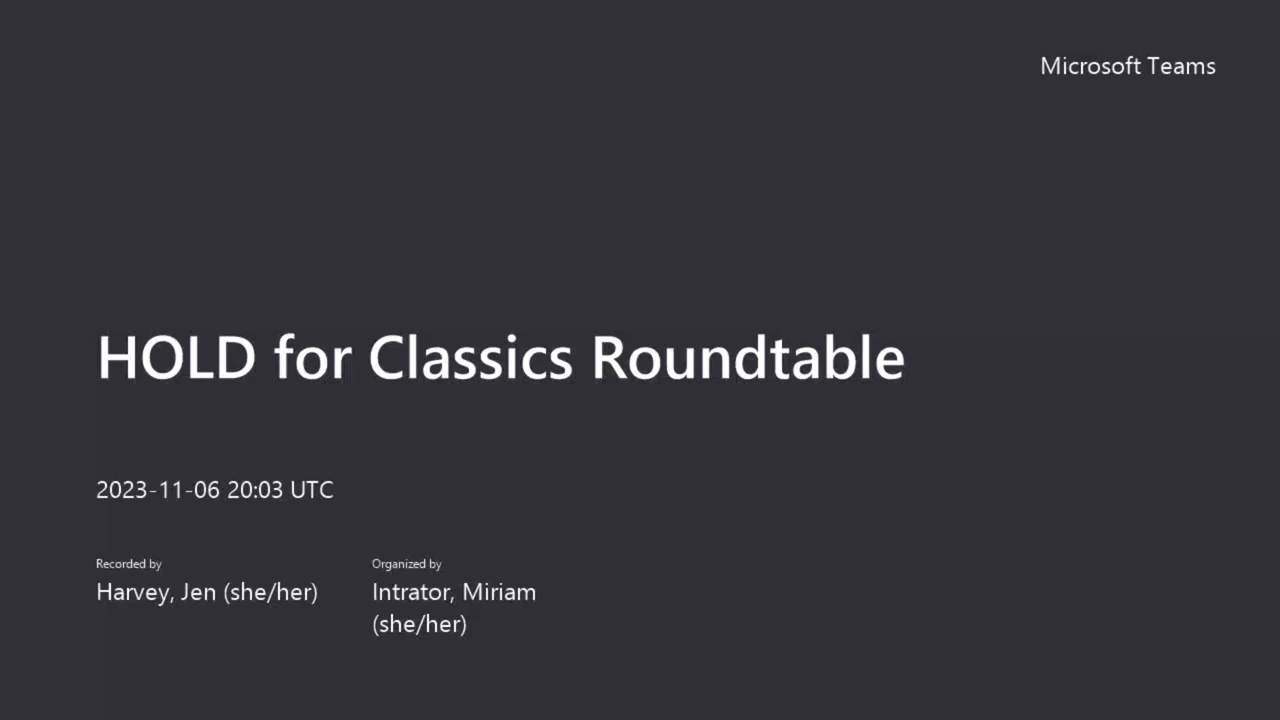 Microsoft Teams
HOLD for Classics Roundtable
2023-11-06 20:03 UTC
Recorded by
Harvey, Jen (she/her)
Organized by
Intrator, Miriam
(she/her)